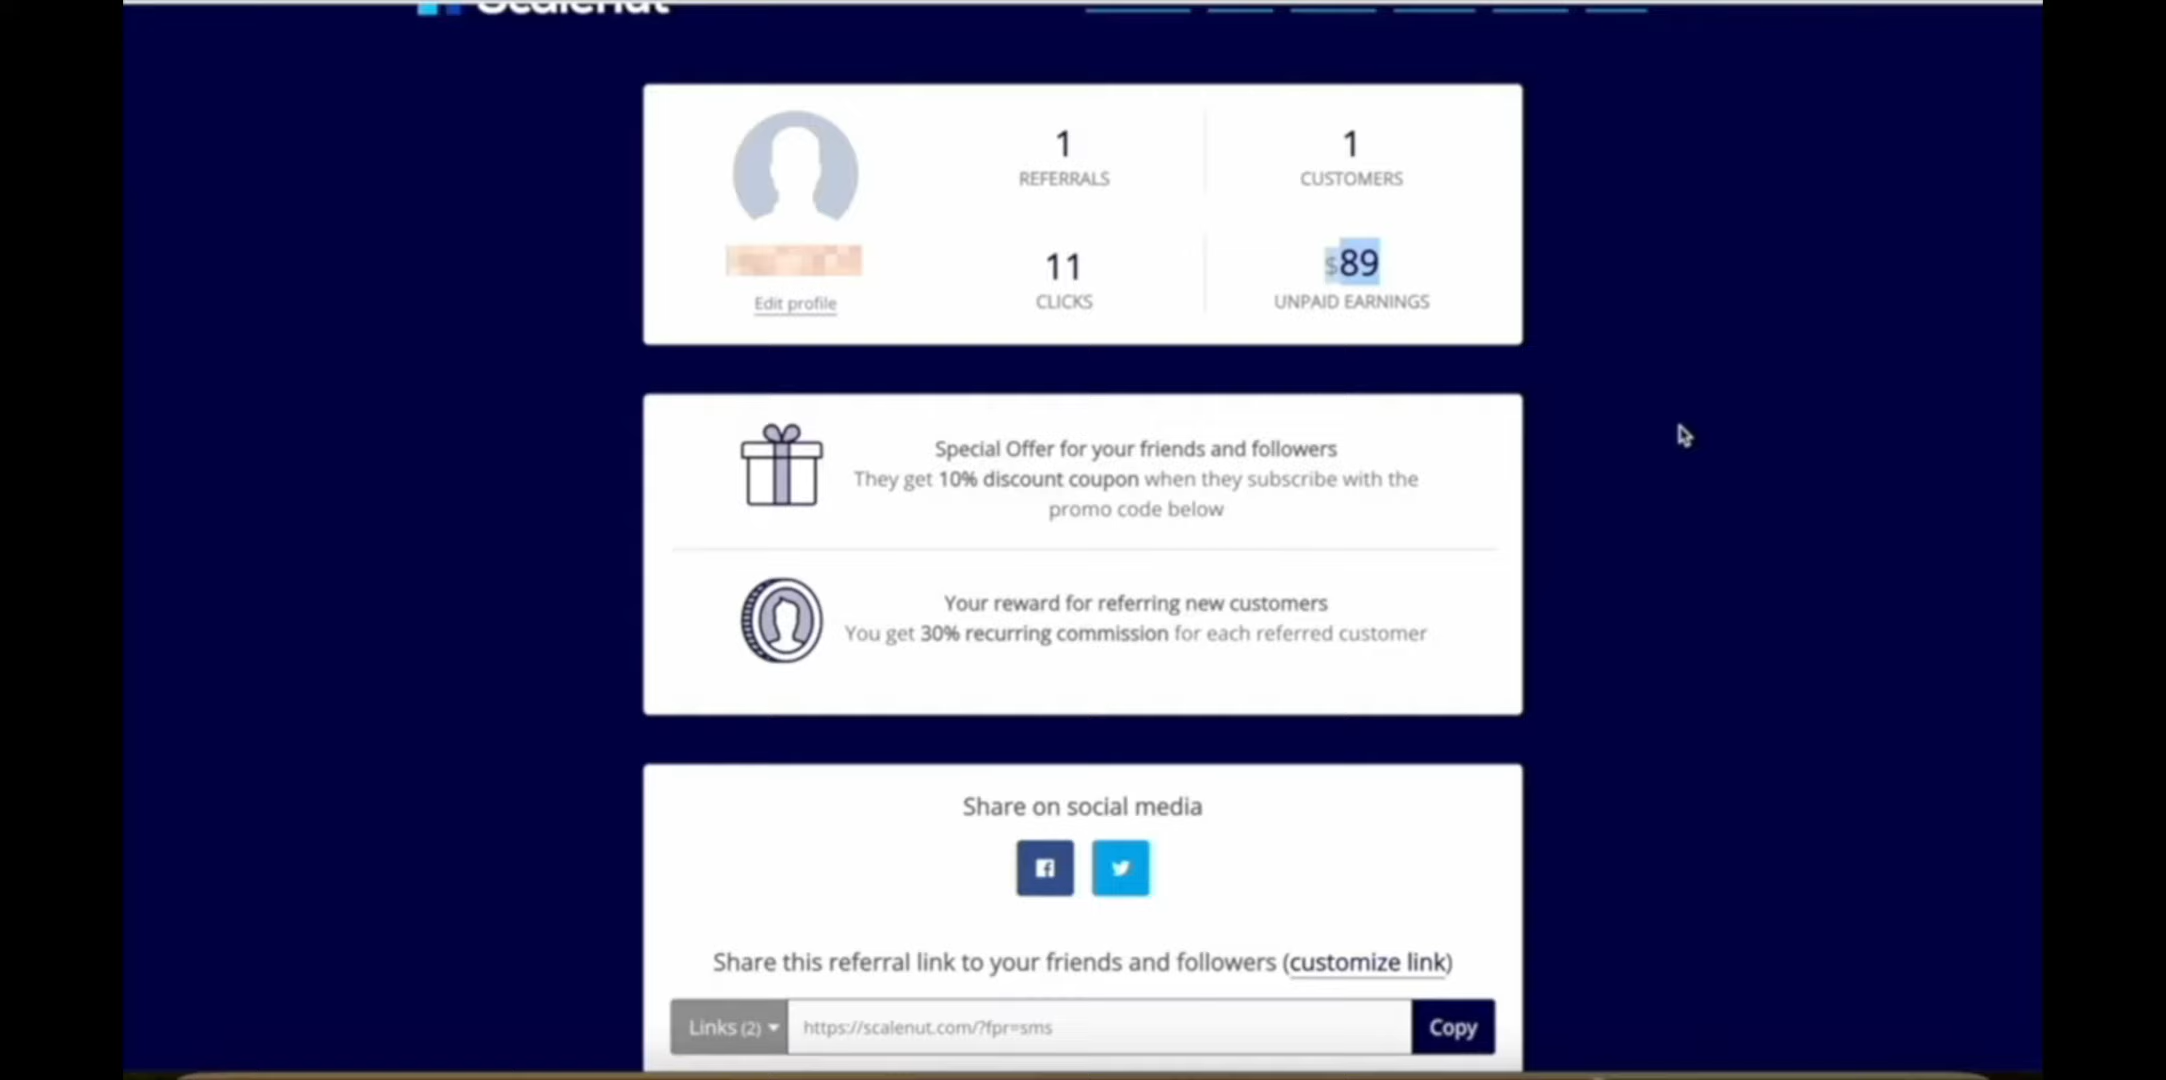 Scalenut
1
REFERRALS
1
CUSTOMERS
11
CLICKS
$89
UNPAID EARNINGS
Edit profile
Special Offer for your friends and followers
They get 10% discount coupon when they subscribe with the
promo code below
Your reward for referring new customers
You get 30% recurring commission for each referred customer
Share on social media
Share this referral link to your friends and followers (customize link)
Links (2)
https://scalenut.com/?fpr=sms
Copy